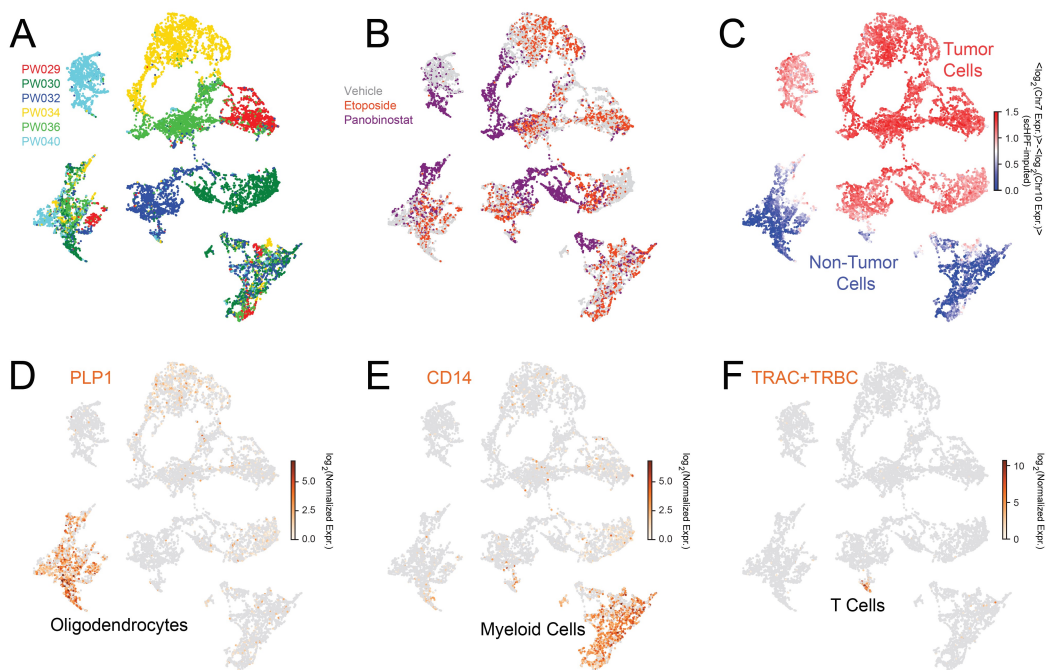 A
PW029
PW030
PW032
PW034
PW036
PW040
B
Vehicle
Etoposide
Panobinostat
C
Tumor
Cells
Non-Tumor
Cells
1.5
1.0
0.5
0.0
<log2(Chr7 Expr.)>-<log2(Chr10 Expr.)>
(scHPF-imputed)
D
PLP1
5.0
2.5
0.0
log2(Normalized Expr.)
Oligodendrocytes
E
CD14
5.0
2.5
0.0
log2(Normalized Expr.)
Myeloid Cells
F
TRAC+TRBC
10
5
0
log2(Normalized Expr.)
T Cells